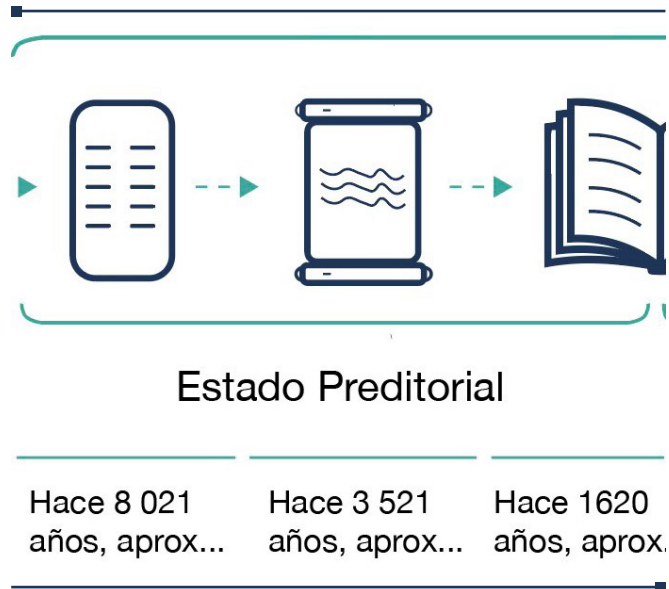 Estado Preditorial
Hace 8 021
años, aprox...
Hace 3 521
años, aprox...
Hace 1620
años, aprox.